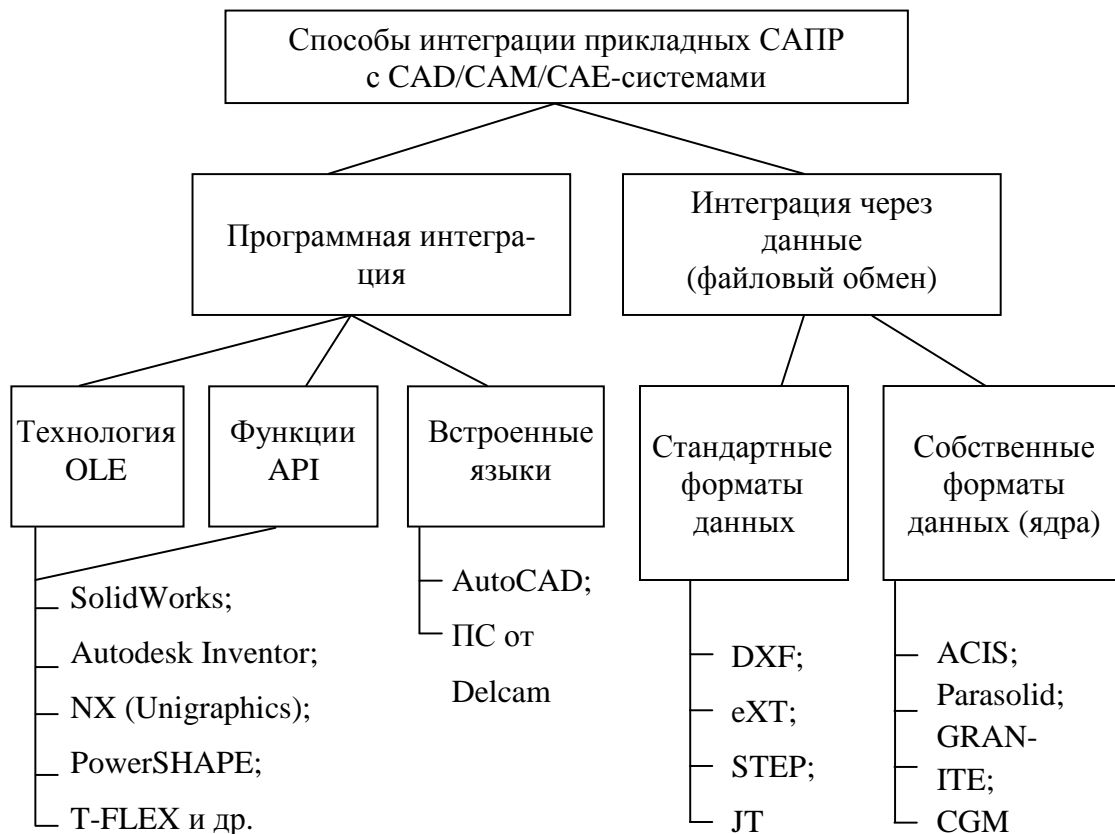 Способы интеграции прикладных САПР
с CAD/CAM/CAE-системами
Программная интегра-
ция
Интеграция через
данные
(файловый обмен)
Технология
OLE
Функции
API
Встроенные
языки
Стандартные
форматы
данных
Собственные
форматы
данных (ядра)
SolidWorks;
Autodesk Inventor;
NX (Unigraphics);
PowerSHAPE;
T-FLEX и др.
AutoCAD;
ПС от
Delcam
DXF;
eXT;
STEP;
JT
ACIS;
Parasolid;
GRAN-
ITE;
CGM